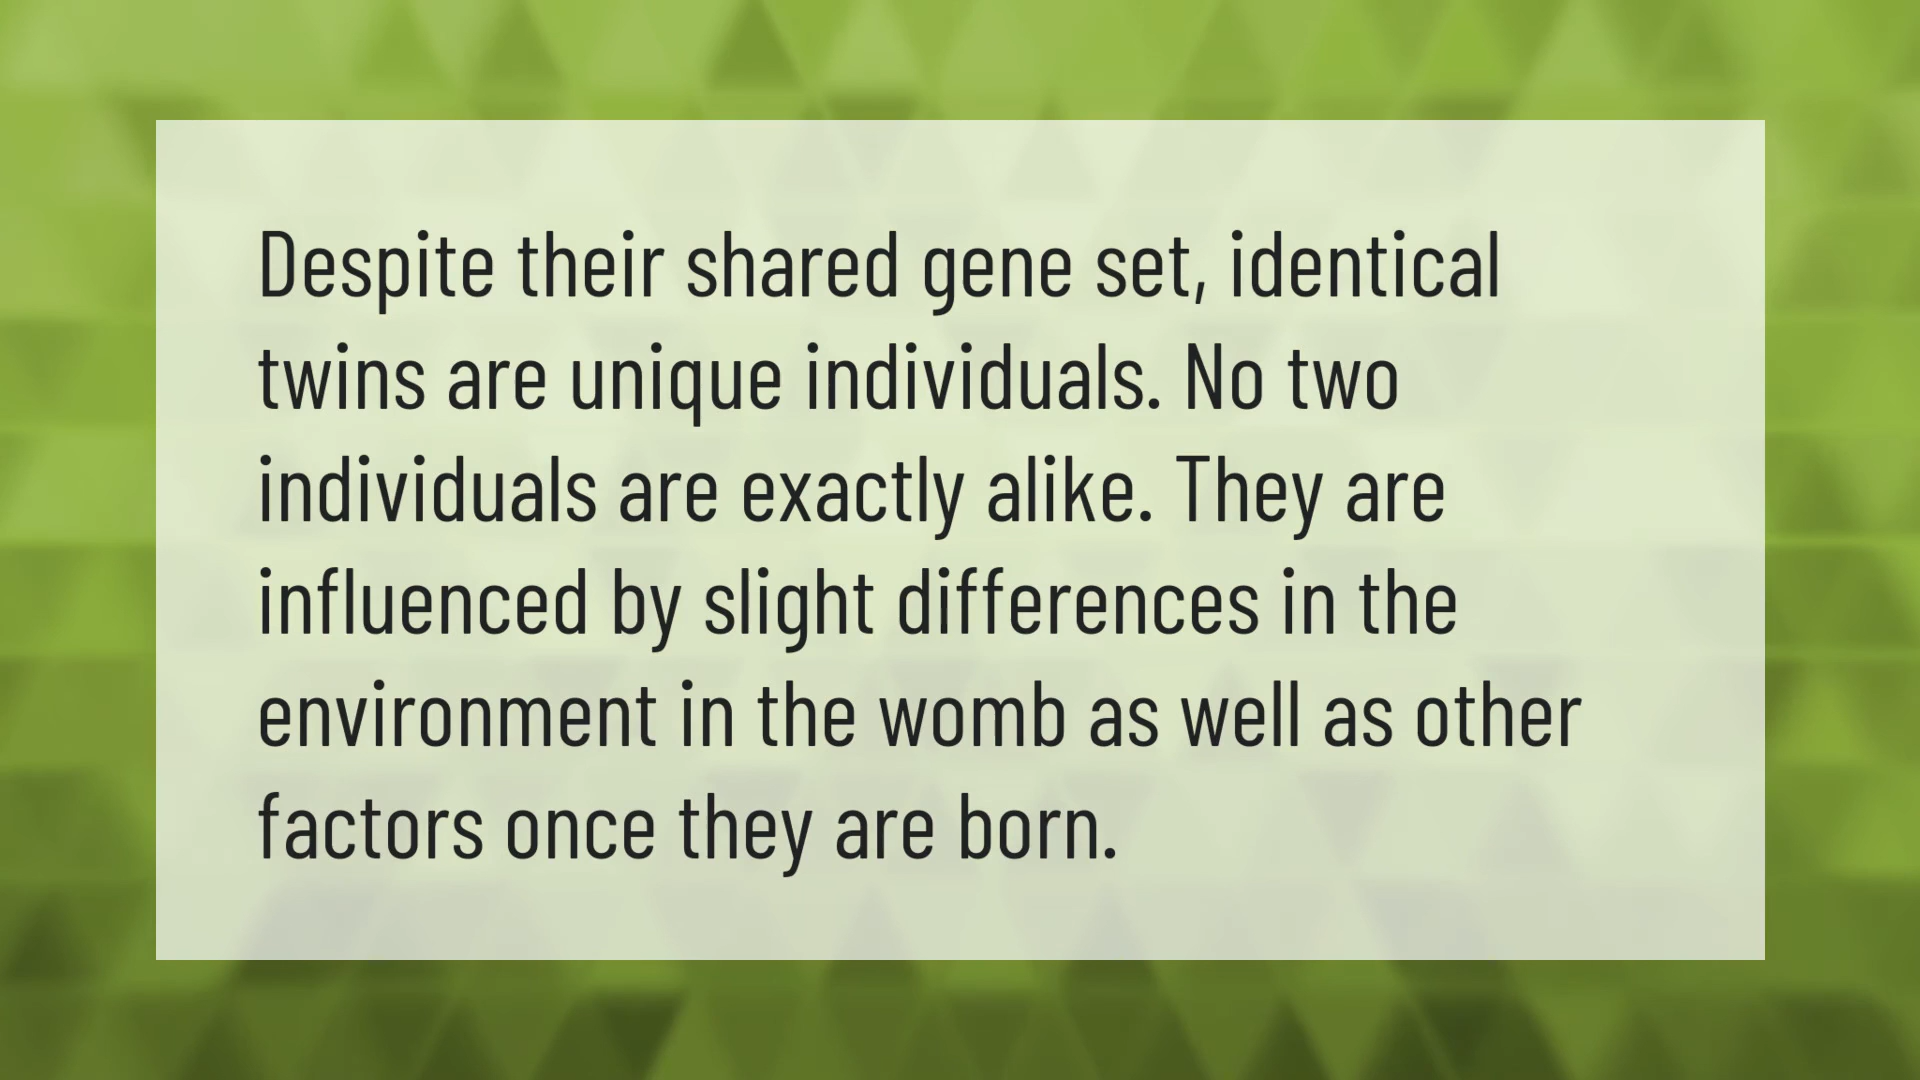 Despite their shared gene set, identical
twins are unique individuals. No two
individuals are exactly alike. They are
influenced by slight differences in the
environment in the womb as well as other
factors once they are born.